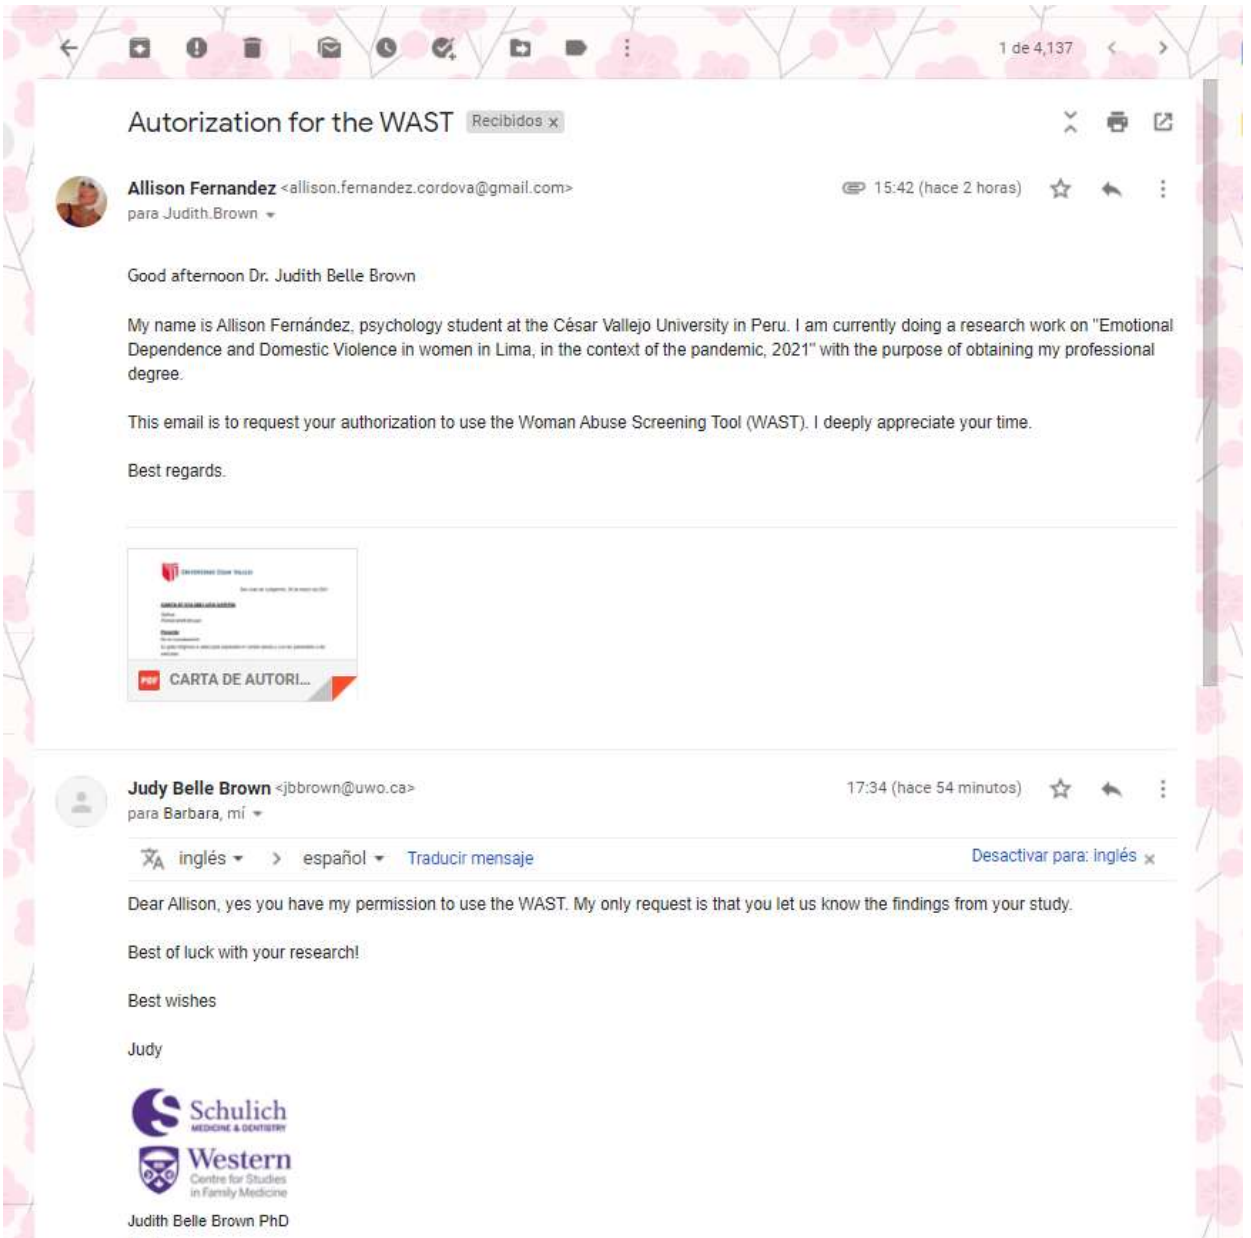 1 de 4,137
Autorization for the WAST Recibidos x
Allison Fernandez <allison.fernandez.cordova@gmail.com> 15:42 (hace 2 horas)
para Judith.Brown
Good afternoon Dr. Judith Belle Brown
My name is Allison Fernández, psychology student at the César Vallejo University in Peru. I am currently doing a research work on "Emotional
Dependence and Domestic Violence in women in Lima, in the context of the pandemic, 2021" with the purpose of obtaining my professional
degree.
This email is to request your authorization to use the Woman Abuse Screening Tool (WAST). I deeply appreciate your time.
Best regards.
PDF CARTA DE AUTORI...
Judy Belle Brown <jbbrown@uwo.ca> 17:34 (hace 54 minutos)
para Barbara, mí
inglés > español Traducir mensaje Desactivar para: inglés x
Dear Allison, yes you have my permission to use the WAST. My only request is that you let us know the findings from your study.
Best of luck with your research!
Best wishes
Judy
Schulich
MEDICINE & DENTISTRY
Western
Centre for Studies
in Family Medicine
Judith Belle Brown PhD